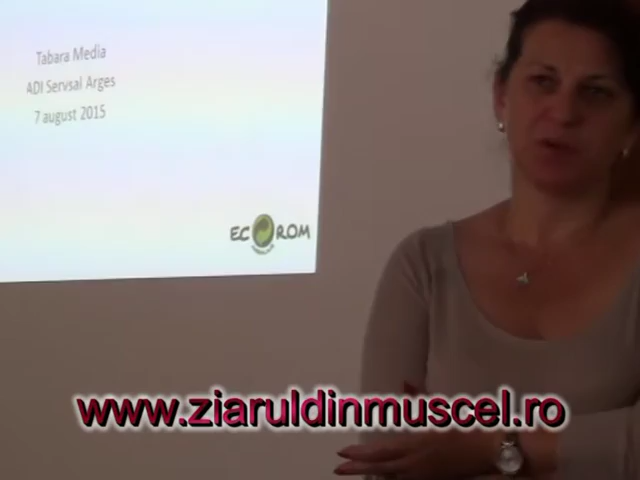 Tabara Media
ADI Servsal Arges
7 august 2015
ECOROM
www.ziaruldinmuscel.ro